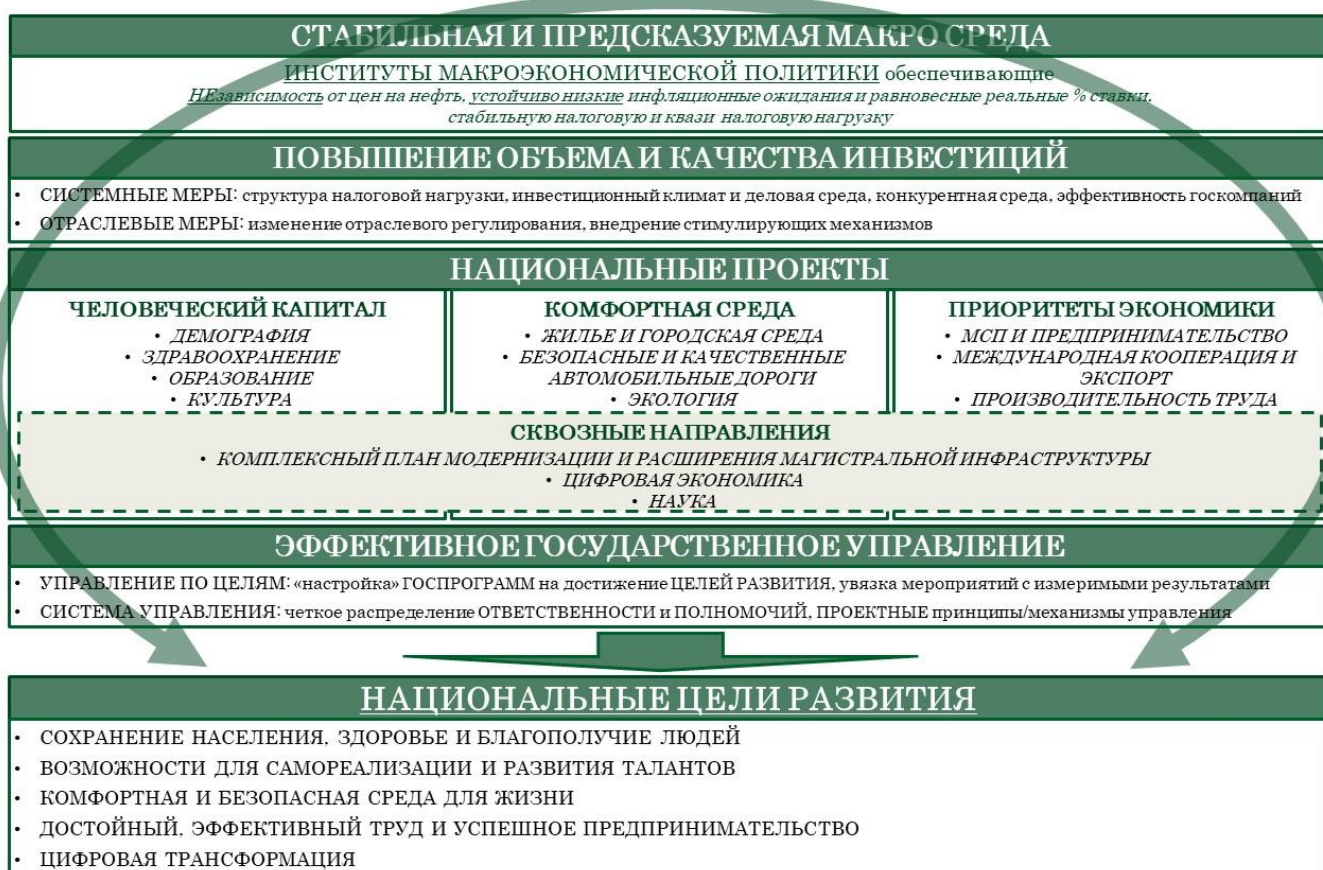 СТАБИЛЬНАЯ И ПРЕДСКАЗУЕМАЯ МАКРО СРЕДА
ИНСТИТУТЫ МАКРОЭКОНОМИЧЕСКОЙ ПОЛИТИКИ обеспечивающие
НЕзависимость от цен на нефть, устойчиво низкие инфляционные ожидания и равновесные реальные % ставки,
стабильную налоговую и квази налоговую нагрузку
ПОВЫШЕНИЕ ОБЪЕМА И КАЧЕСТВА ИНВЕСТИЦИЙ
• СИСТЕМНЫЕ МЕРЫ: структура налоговой нагрузки, инвестиционный климат и деловая среда, конкурентная среда, эффективность госкомпаний
• ОТРАСЛЕВЫЕ МЕРЫ: изменение отраслевого регулирования, внедрение стимулирующих механизмов
НАЦИОНАЛЬНЫЕ ПРОЕКТЫ
ЧЕЛОВЕЧЕСКИЙ КАПИТАЛ
• ДЕМОГРАФИЯ
• ЗДРАВООХРАНЕНИЕ
• ОБРАЗОВАНИЕ
• КУЛЬТУРА
КОМФОРТНАЯ СРЕДА
• ЖИЛЬЕ И ГОРОДСКАЯ СРЕДА
• БЕЗОПАСНЫЕ И КАЧЕСТВЕННЫЕ
АВТОМОБИЛЬНЫЕ ДОРОГИ
• ЭКОЛОГИЯ
ПРИОРИТЕТЫ ЭКОНОМИКИ
• МСП И ПРЕДПРИНИМАТЕЛЬСТВО
• МЕЖДУНАРОДНАЯ КООПЕРАЦИЯ И
ЭКСПОРТ
• ПРОИЗВОДИТЕЛЬНОСТЬ ТРУДА
СКВОЗНЫЕ НАПРАВЛЕНИЯ
• КОМПЛЕКСНЫЙ ПЛАН МОДЕРНИЗАЦИИ И РАСШИРЕНИЯ МАГИСТРАЛЬНОЙ ИНФРАСТРУКТУРЫ
• ЦИФРОВАЯ ЭКОНОМИКА
• НАУКА
ЭФФЕКТИВНОЕ ГОСУДАРСТВЕННОЕ УПРАВЛЕНИЕ
• УПРАВЛЕНИЕ ПО ЦЕЛЯМ: «настройка» ГОСПРОГРАММ на достижение ЦЕЛЕЙ РАЗВИТИЯ, увязка мероприятий с измеримыми результатами
• СИСТЕМА УПРАВЛЕНИЯ: четкое распределение ОТВЕТСТВЕННОСТИ и ПОЛНОМОЧИЙ, ПРОЕКТНЫЕ принципы/механизмы управления
НАЦИОНАЛЬНЫЕ ЦЕЛИ РАЗВИТИЯ
• СОХРАНЕНИЕ НАСЕЛЕНИЯ, ЗДОРОВЬЕ И БЛАГОПОЛУЧИЕ ЛЮДЕЙ
• ВОЗМОЖНОСТИ ДЛЯ САМОРЕАЛИЗАЦИИ И РАЗВИТИЯ ТАЛАНТОВ
• КОМФОРТНАЯ И БЕЗОПАСНАЯ СРЕДА ДЛЯ ЖИЗНИ
• ДОСТОЙНЫЙ, ЭФФЕКТИВНЫЙ ТРУД И УСПЕШНОЕ ПРЕДПРИНИМАТЕЛЬСТВО
• ЦИФРОВАЯ ТРАНСФОРМАЦИЯ